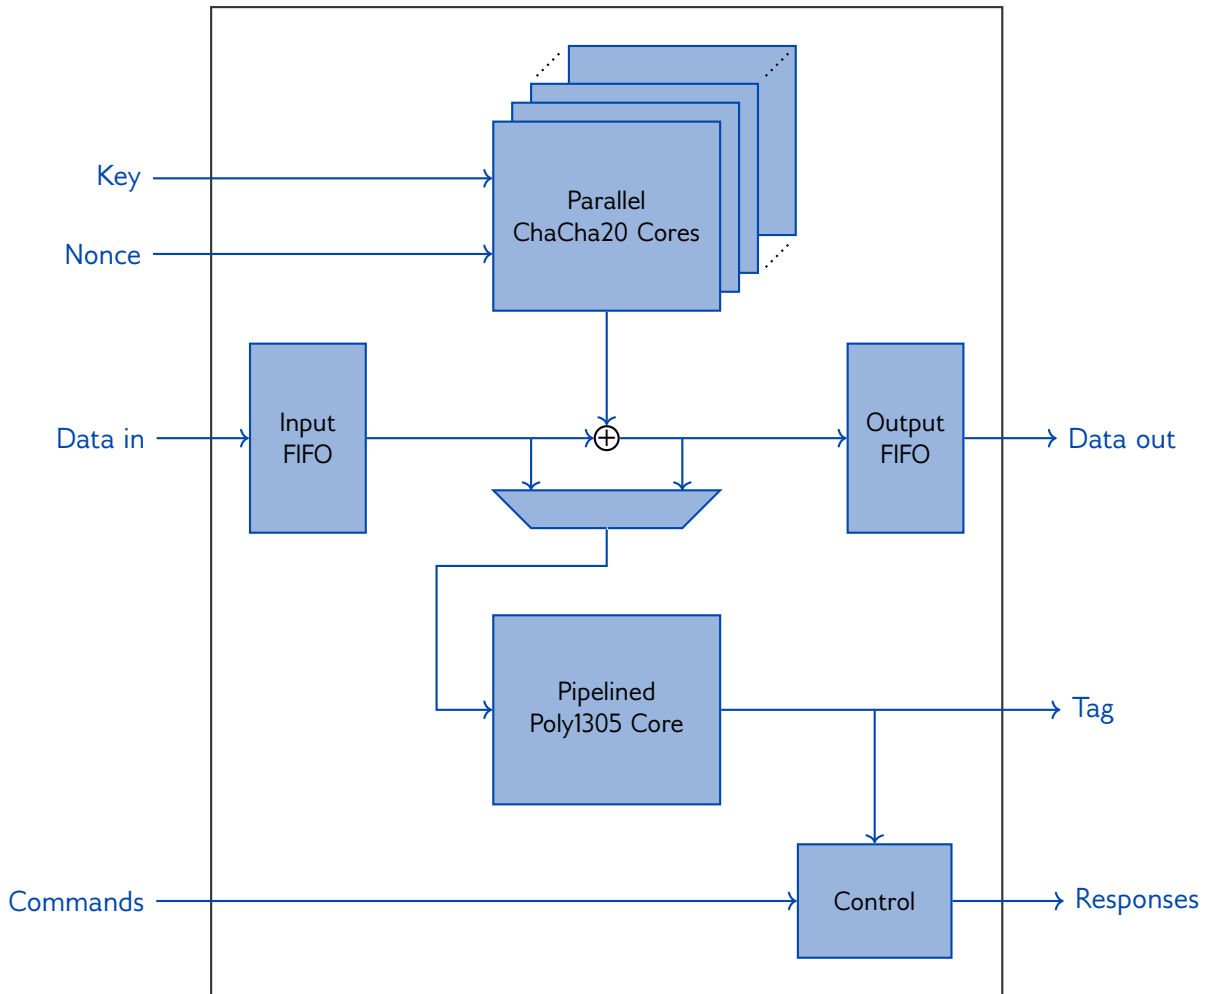 Parallel
ChaCha20 Cores
Key
Nonce
Input
FIFO
Output
FIFO
Data in
Data out
Pipelined
Poly1305 Core
Tag
Commands
Control
Responses